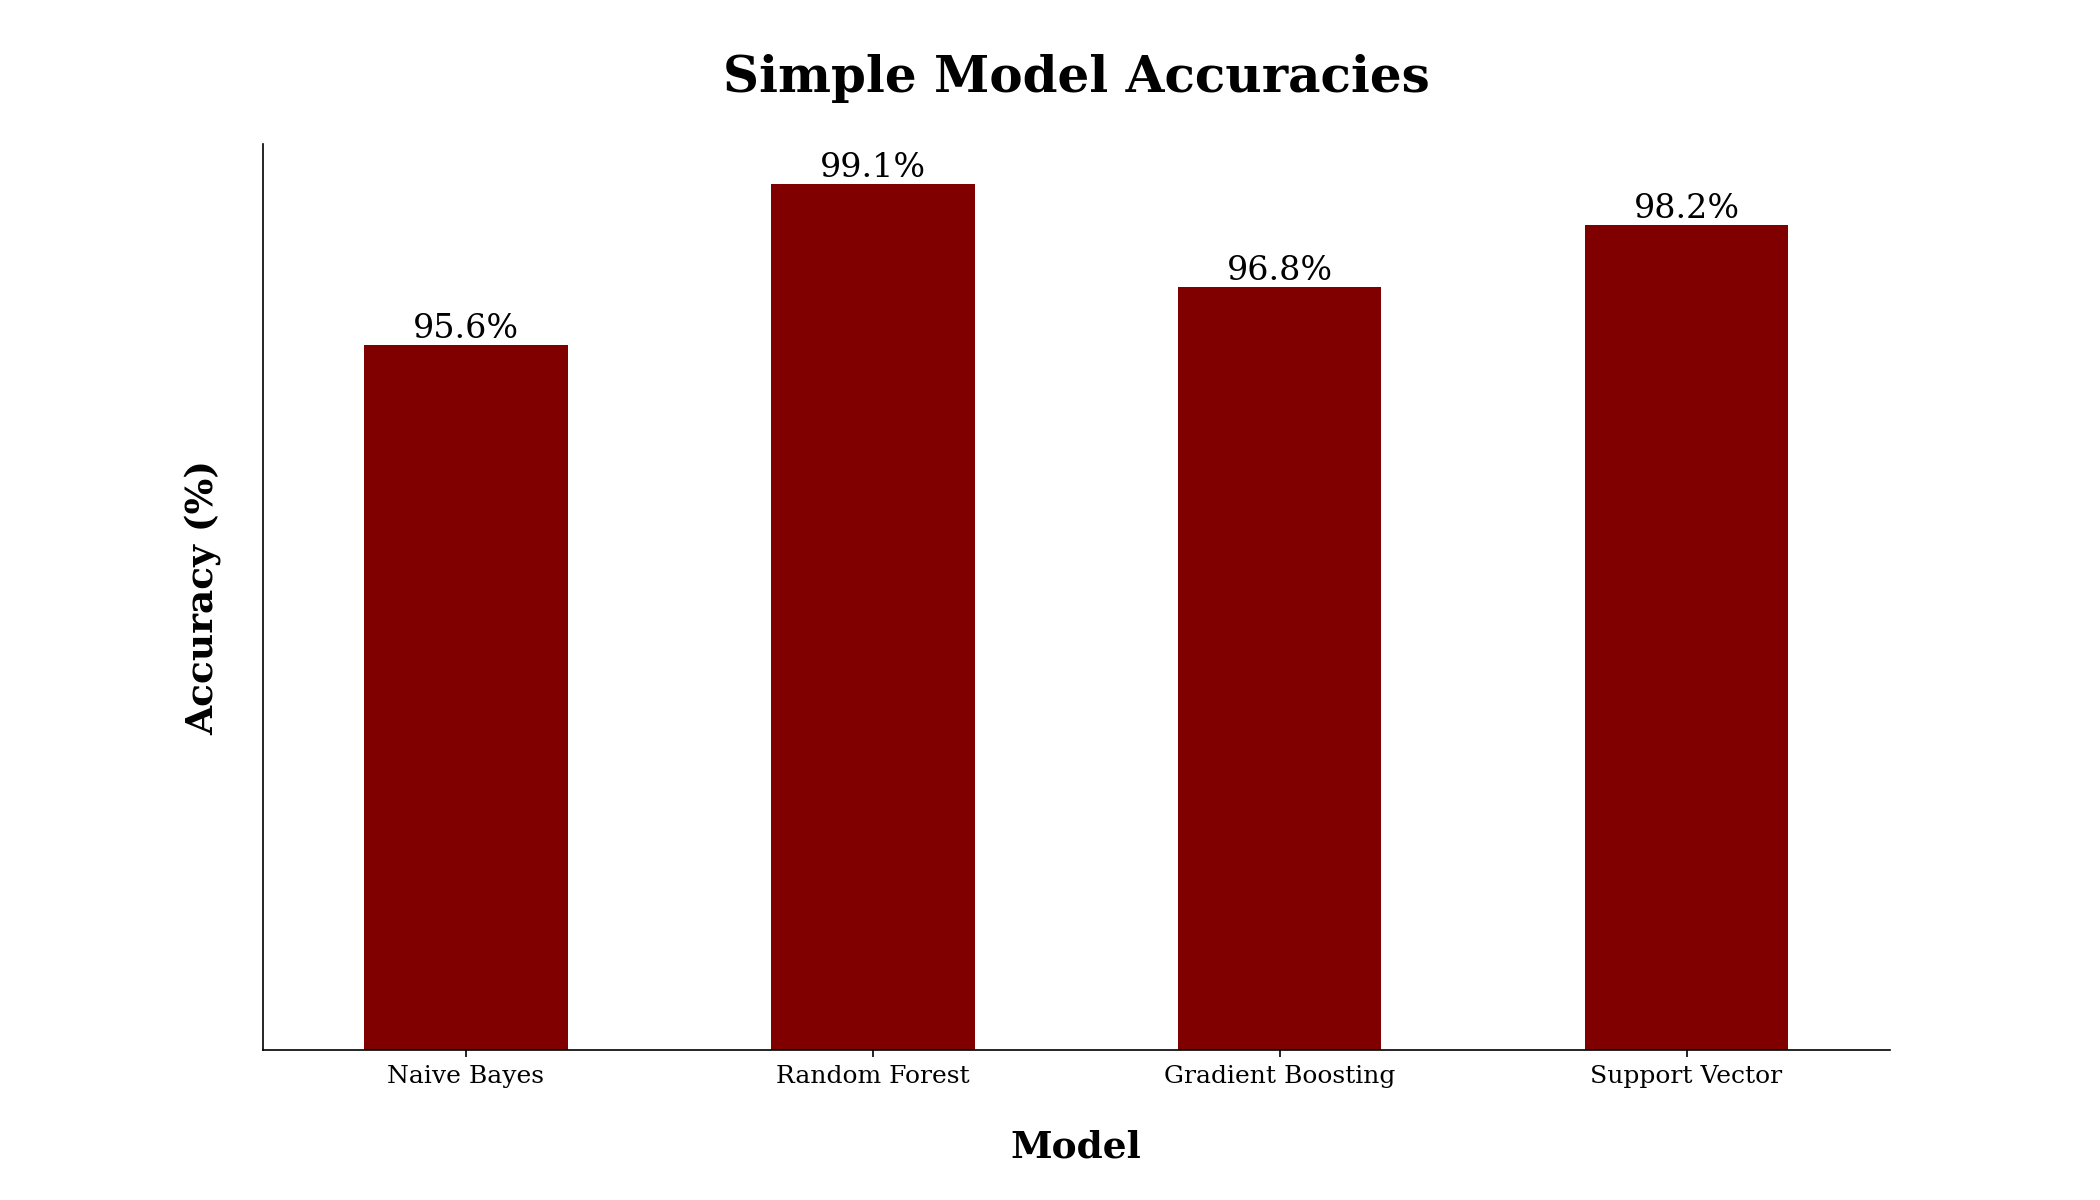 Simple Model Accuracies
99.1%
98.2%
96.8%
95.6%
Accuracy (%)
Naive Bayes
Random Forest
Gradient Boosting
Support Vector
Model